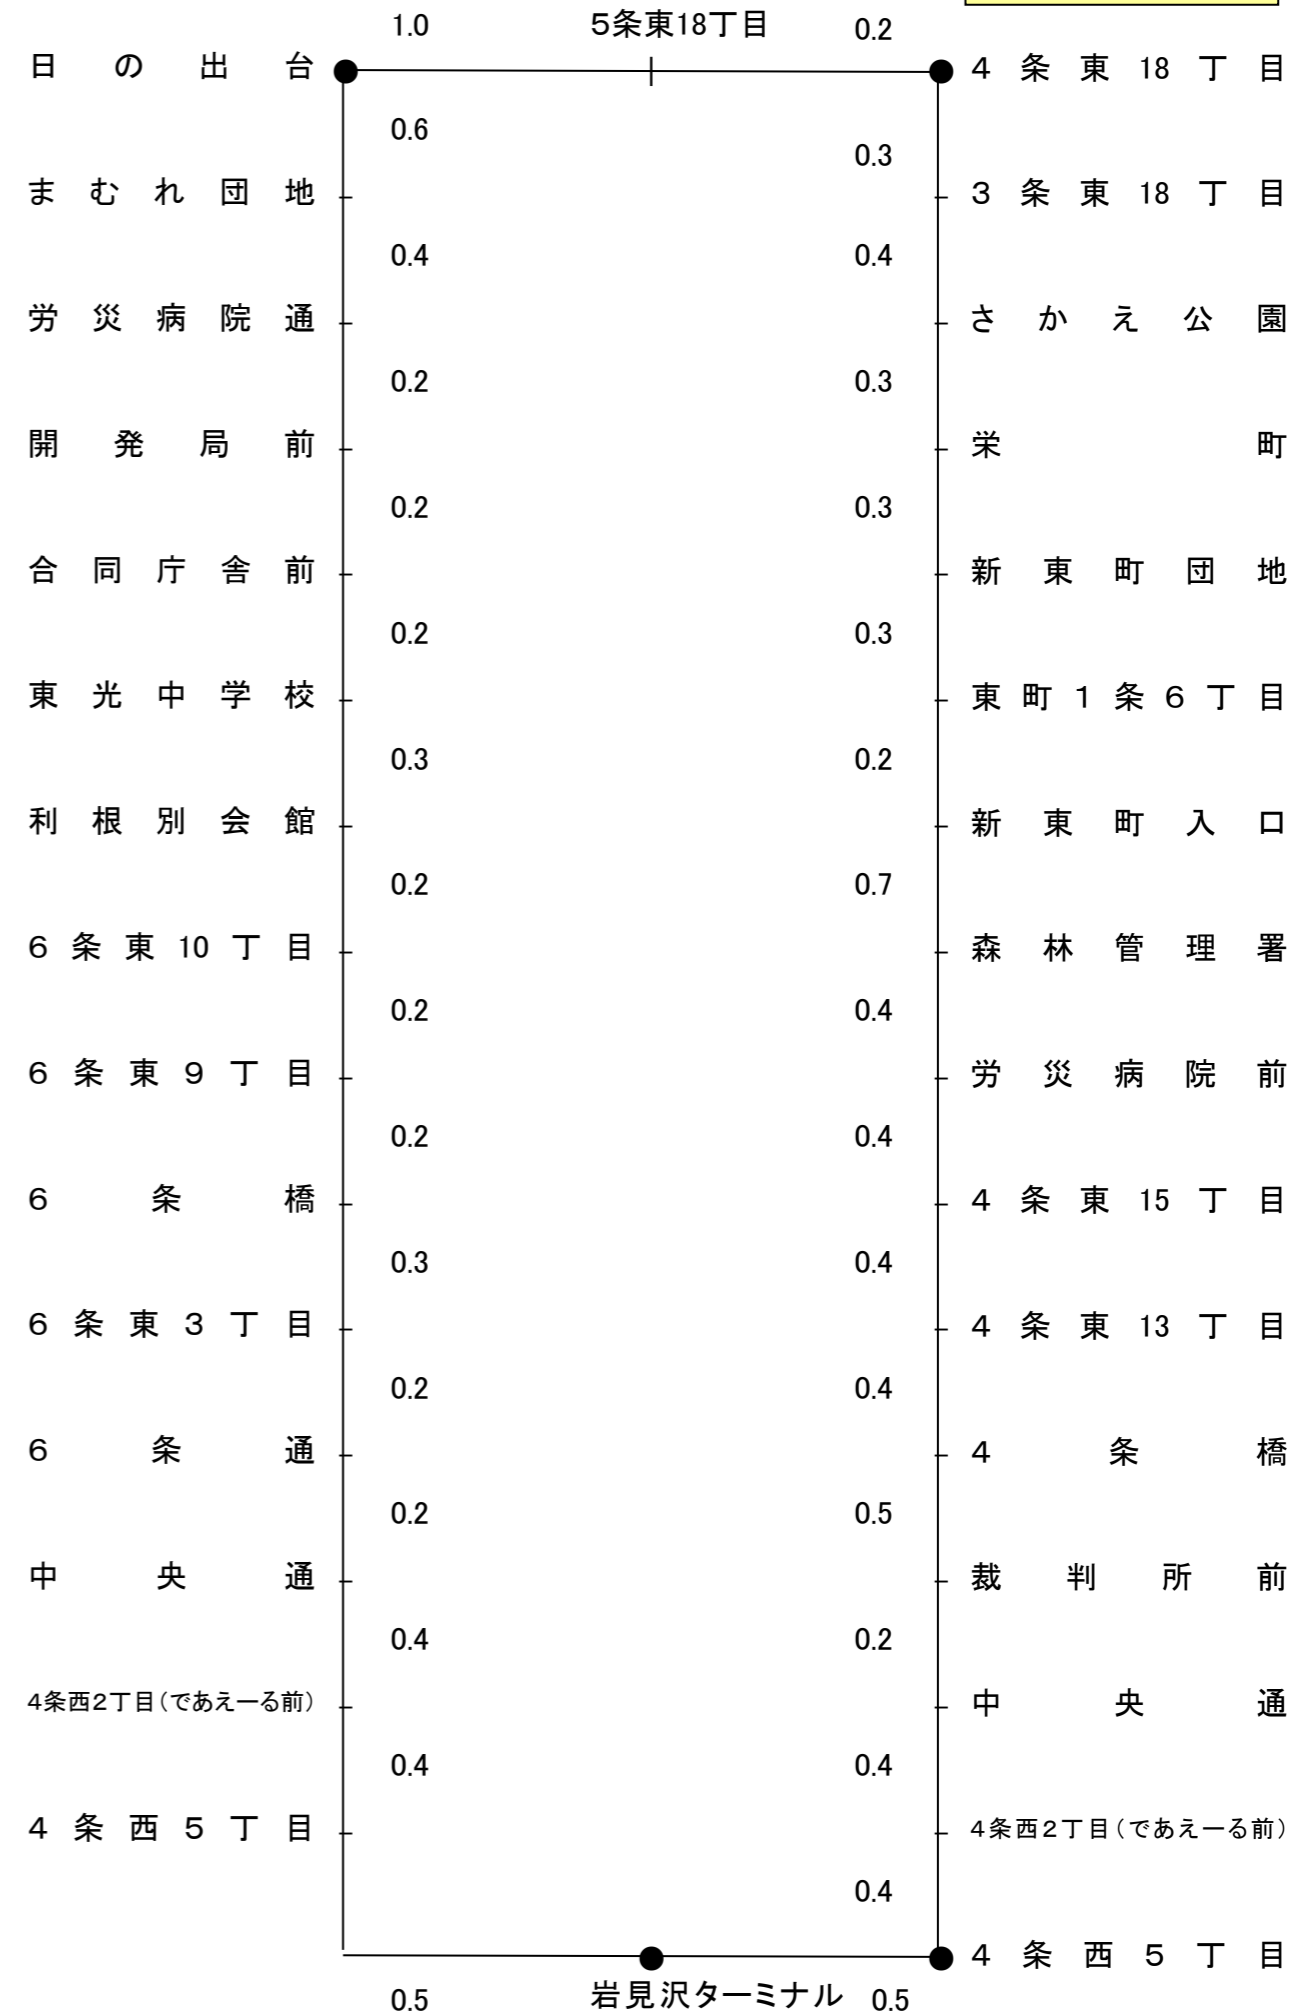 1.0 5条東18丁目 0.2
日の出台 4条東18丁目
0.6 0.3
まむれ団地 3条東18丁目
0.4 0.4
労災病院通 さかえ公園
0.2 0.3
開発局前 栄町
0.2 0.3
合同庁舎前 新東町団地
0.2 0.3
東光中学校 東町1条6丁目
0.3 0.2
利根別会館 新東町入口
0.2 0.7
6条東10丁目 森林管理署
0.2 0.4
6条東9丁目 労災病院前
0.2 0.4
6条橋 4条東15丁目
0.3 0.4
6条東3丁目 4条東13丁目
0.2 0.4
6条通 4条橋
0.2 0.5
中央通 裁判所前
0.4 0.2
4条西2丁目(であえーる前) 中央通
0.4 0.4
4条西5丁目 4条西2丁目(であえーる前)
0.4
4条西5丁目
0.5 岩見沢ターミナル 0.5